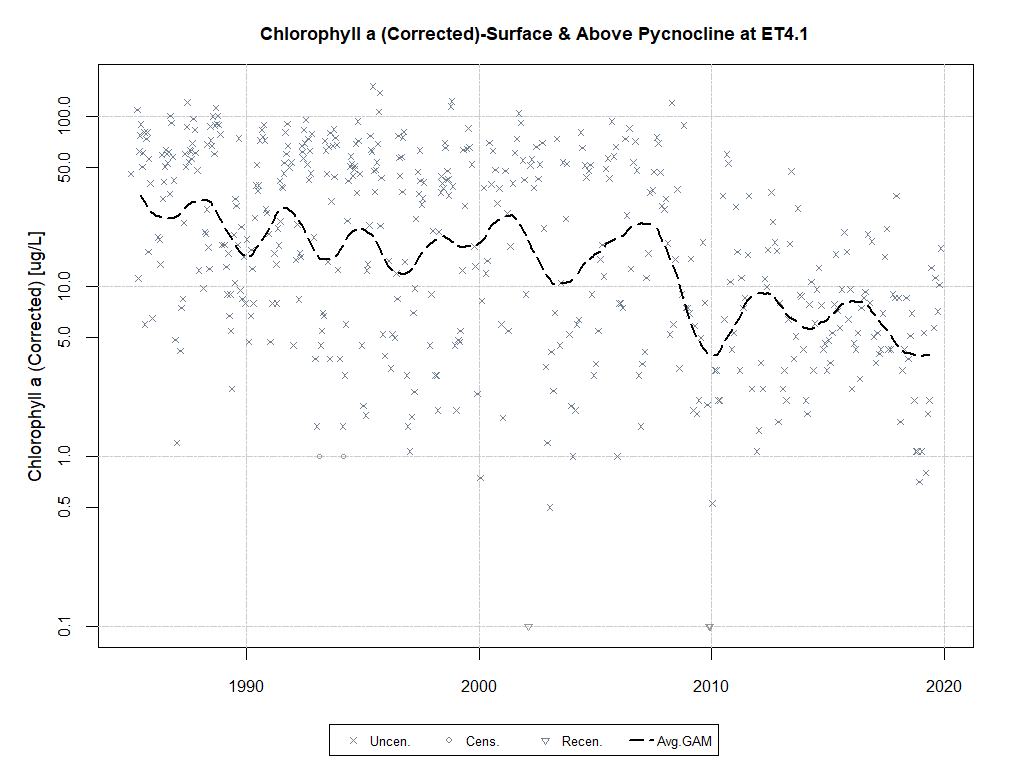 Chlorophyll a (Corrected)-Surface & Above Pycnocline at ET4.1
Chlorophyll a (Corrected) [ug/L]
100.0
50.0
10.0
5.0
1.0
0.5
0.1
1990 2000 2010 2020
Uncen. Cens. Recen. Avg.GAM